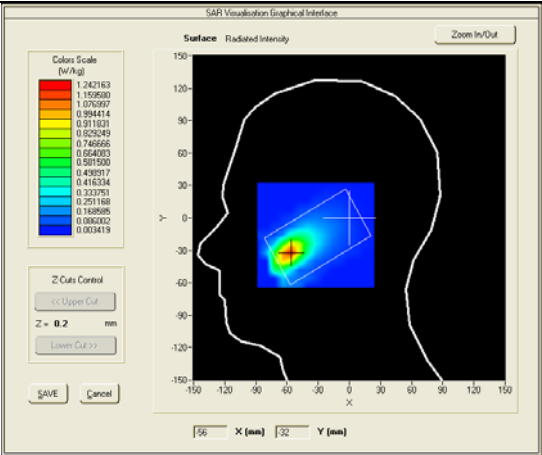 SAR Visualisation Graphical Interface
Surface Radiated Intensity
Zoom In/Out
Colors Scale
(W/kg)
1.242163
1.159580
1.076997
0.994414
0.911831
0.829249
0.746666
0.664083
0.581500
0.498917
0.416334
0.333751
0.251168
0.168585
0.086002
0.003419
Z-Cuts Control
<< Upper Cut
Z = 0.2 mm
Lower Cut >>
SAVE Cancel
150
120
90
60
30
0
-30
-60
-90
-120
-150
Y
-150 -120 -90 -60 -30 0 30 60 90 120 150
X
-56 X (mm) -32 Y (mm)